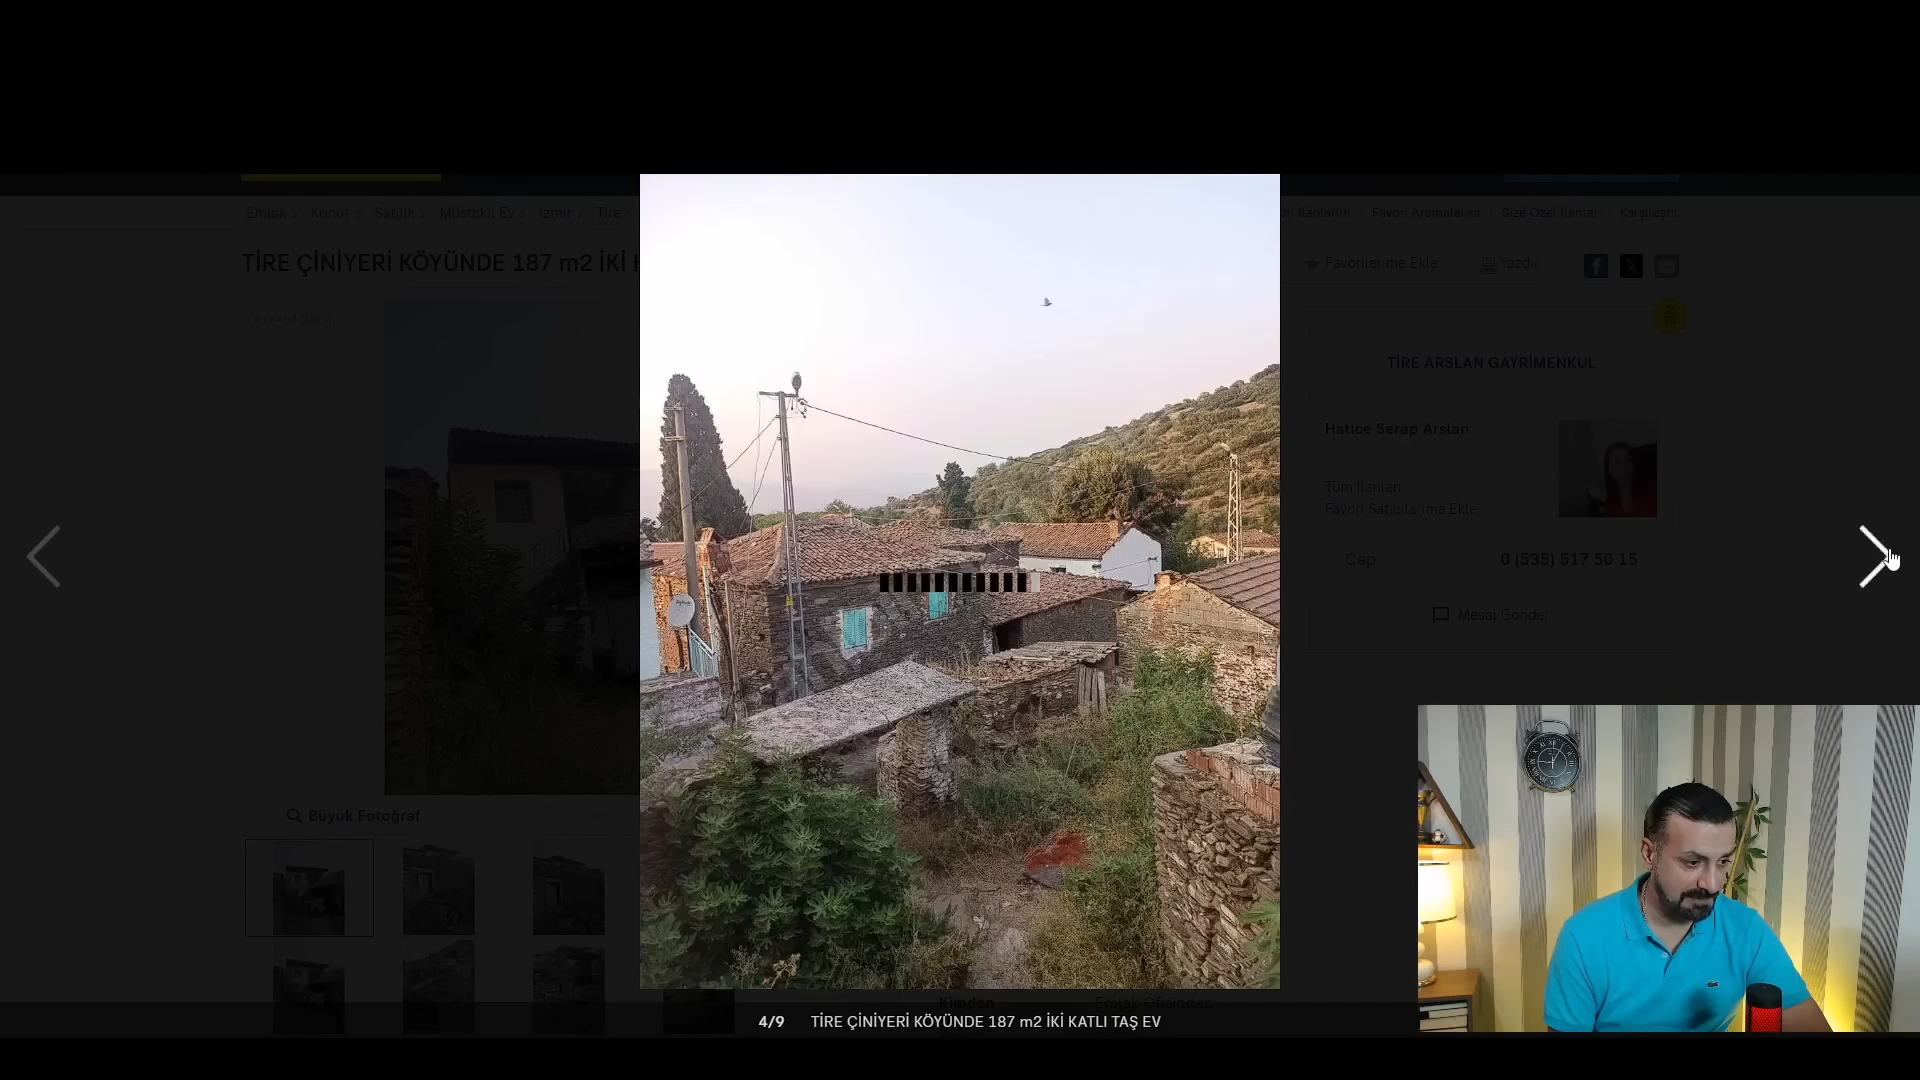 Emlak > Konut > Satılık > Müstakil Ev > İzmir > Tire
Favori Aramalarım
Size Özel İlanlar
Karşılaştır
TİRE ÇİNİYERİ KÖYÜNDE 187 m2 İKİ
Favorilerime Ekle
Yazdır
TİRE ARSLAN GAYRİMENKUL
Hatice Serap Arslan
Tüm İlanları
Favori Satıcılarıma Ekle
Cep 0 (535) 517 50 15
Mesaj Gönder
Büyük Fotoğraf
Kimden Emlak Ofisinden
4/9 TİRE ÇİNİYERİ KÖYÜNDE 187 m2 İKİ KATLI TAŞ EV